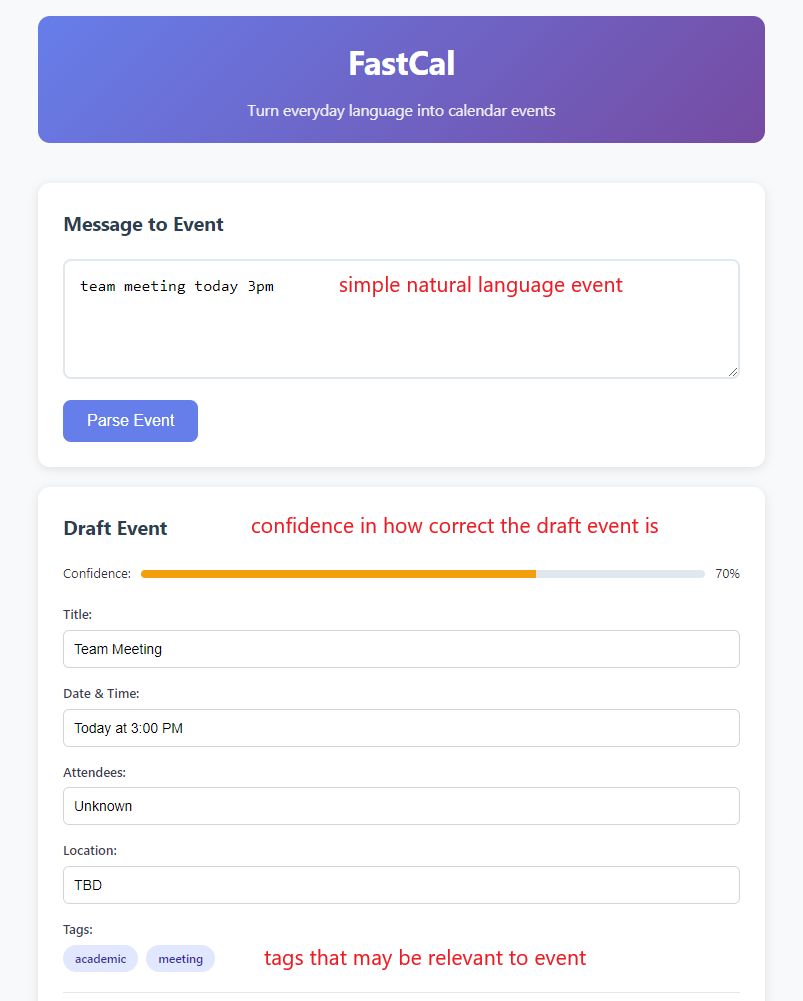 FastCal
Turn everyday language into calendar events
Message to Event
team meeting today 3pm
simple natural language event
Parse Event
Draft Event
confidence in how correct the draft event is
Confidence:
70%
Title:
Team Meeting
Date & Time:
Today at 3:00 PM
Attendees:
Unknown
Location:
TBD
Tags:
academic
meeting
tags that may be relevant to event